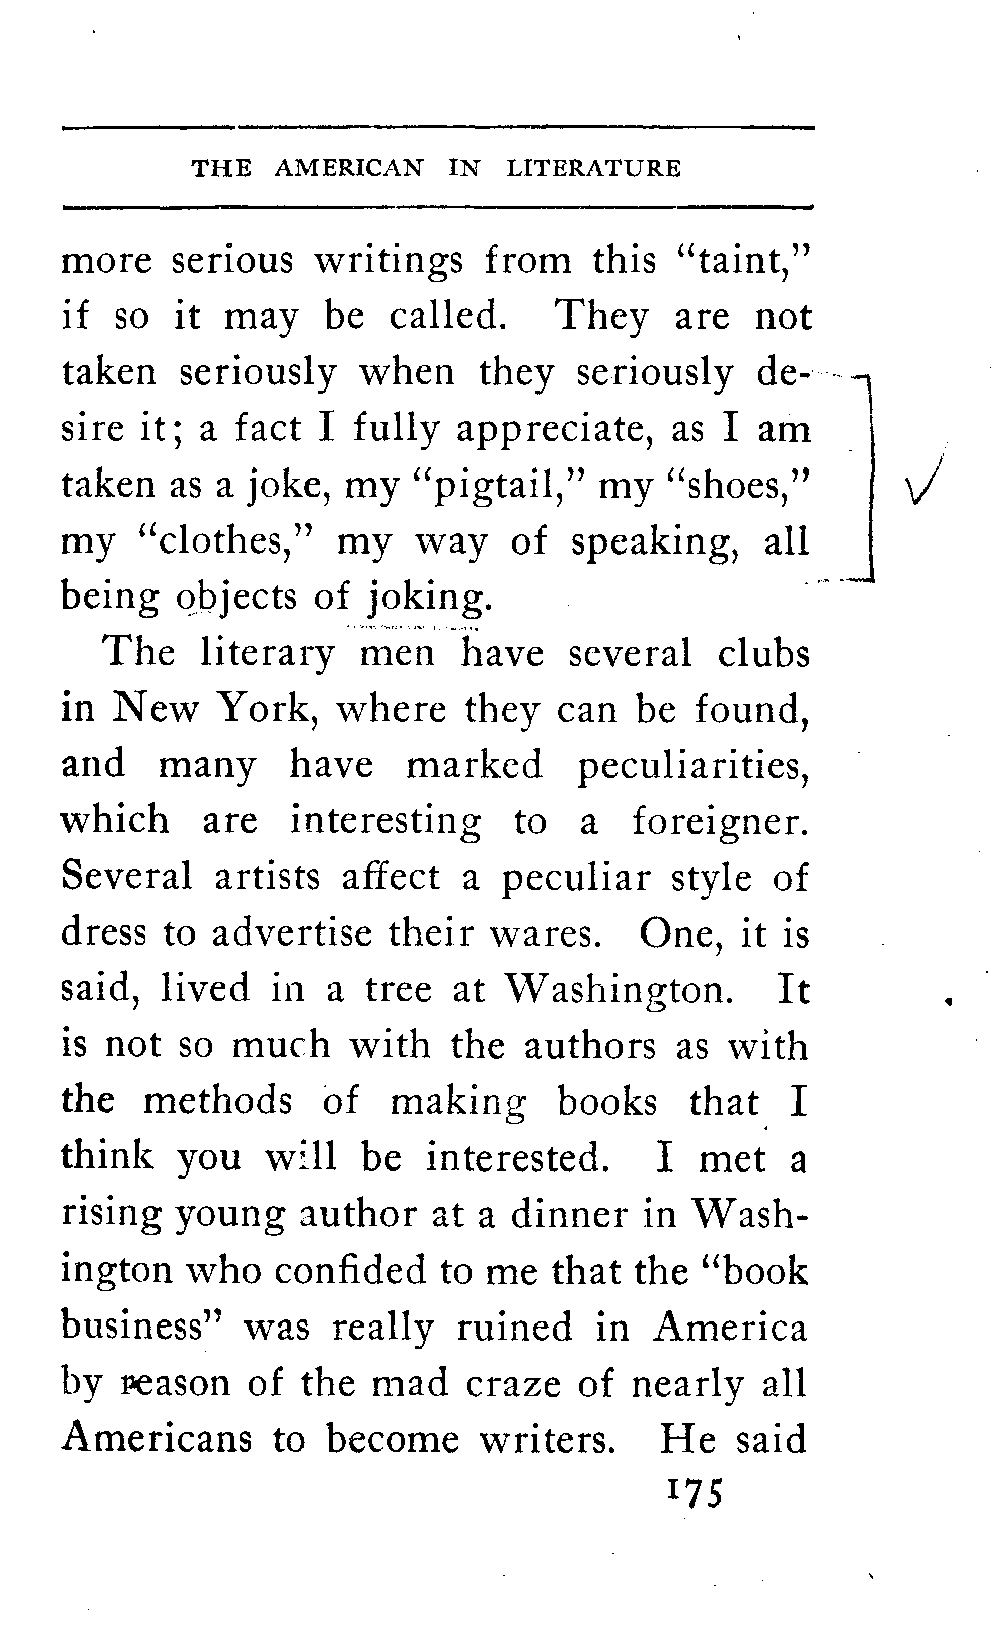 THE AMERICAN IN LITERATURE
more serious writings from this “taint,”
if so it may be called. They are not
taken seriously when they seriously de-
sire it; a fact I fully appreciate, as I am
taken as a joke, my “pigtail,” my “shoes,”
my “clothes,” my way of speaking, all
being objects of joking.
The literary men have several clubs
in New York, where they can be found,
and many have marked peculiarities,
which are interesting to a foreigner.
Several artists affect a peculiar style of
dress to advertise their wares. One, it is
said, lived in a tree at Washington. It
is not so much with the authors as with
the methods of making books that I
think you will be interested. I met a
rising young author at a dinner in Wash-
ington who confided to me that the “book
business” was really ruined in America
by reason of the mad craze of nearly all
Americans to become writers. He said
175